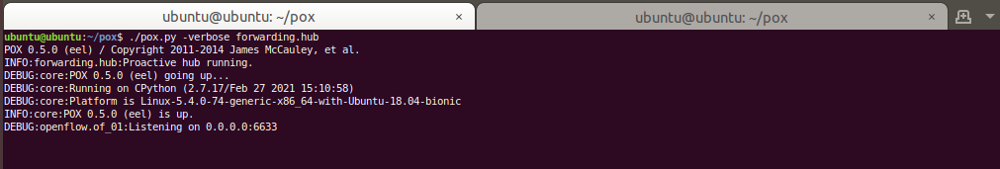 ubuntu@ubuntu: ~/pox × ubuntu@ubuntu: ~/pox ×
ubuntu@ubuntu:~/pox$ ./pox.py -verbose forwarding.hub
POX 0.5.0 (eel) / Copyright 2011-2014 James McCauley, et al.
INFO:forwarding.hub:Proactive hub running.
DEBUG:core:POX 0.5.0 (eel) going up...
DEBUG:core:Running on CPython (2.7.17/Feb 27 2021 15:10:58)
DEBUG:core:Platform is Linux-5.4.0-74-generic-x86_64-with-Ubuntu-18.04-bionic
INFO:core:POX 0.5.0 (eel) is up.
DEBUG:openflow.of_01:Listening on 0.0.0.0:6633